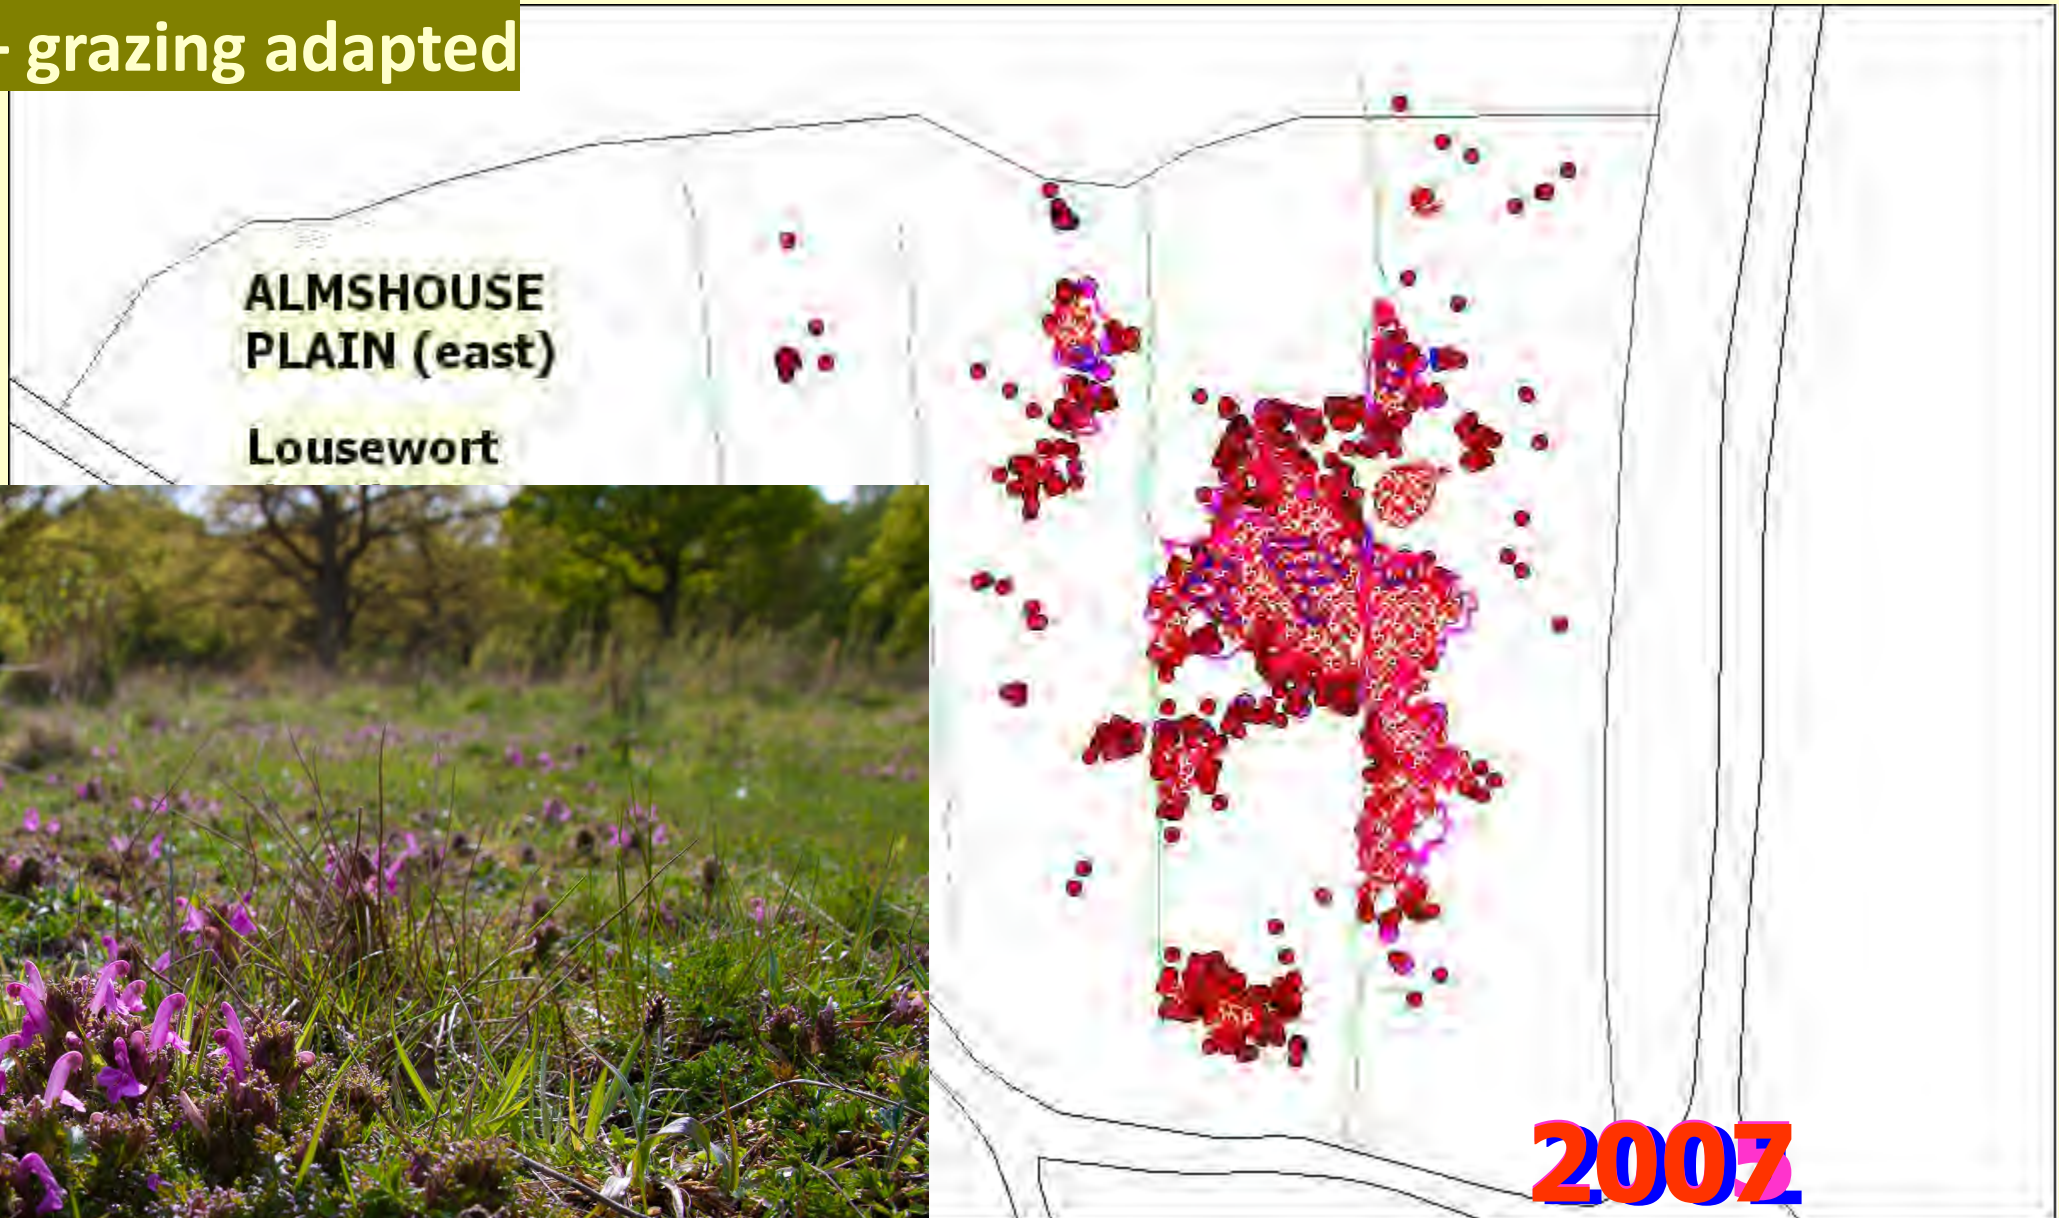 - grazing adapted
ALMSHOUSE
PLAIN (east)
Lousewort
2007